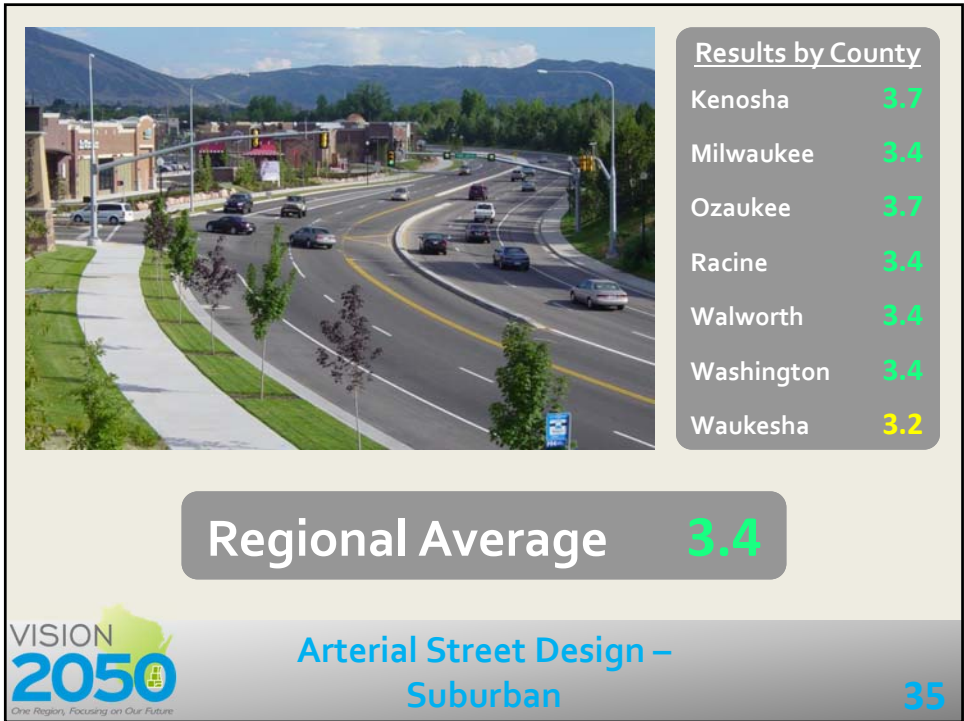 Results by County
Kenosha 3.7
Milwaukee 3.4
Ozaukee 3.7
Racine 3.4
Walworth 3.4
Washington 3.4
Waukesha 3.2
Regional Average 3.4
VISION
2050
One Region, Focusing on Our Future
Arterial Street Design –
Suburban
35